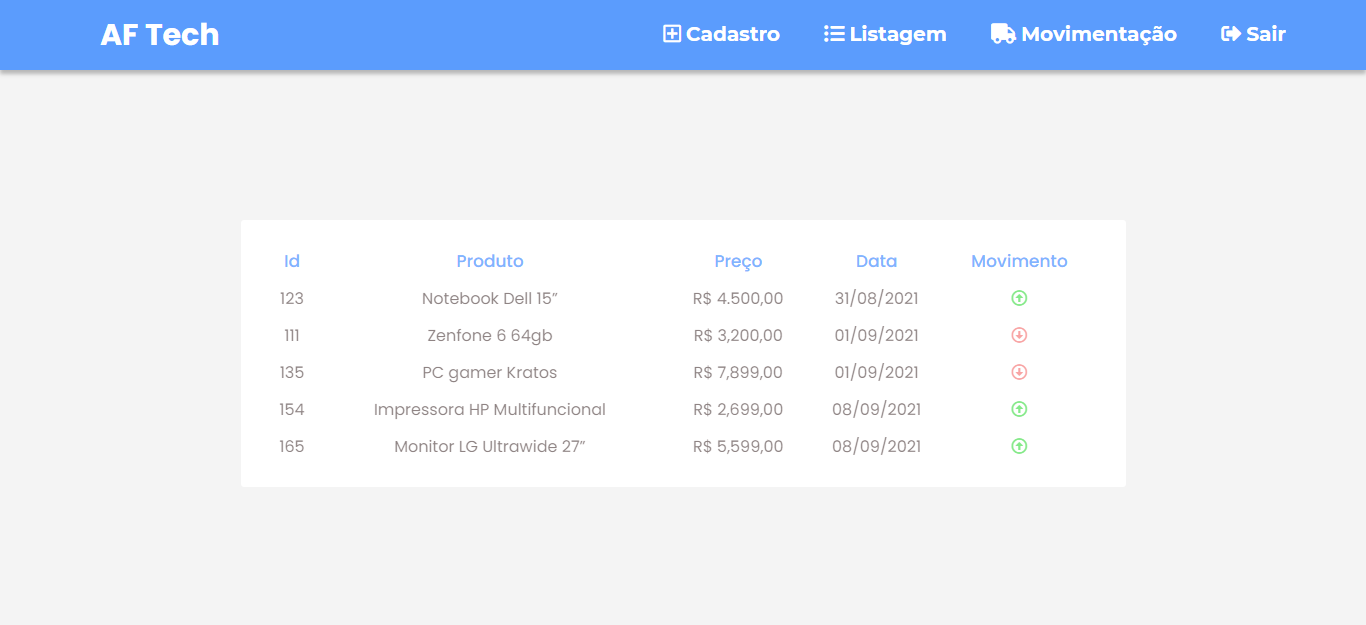 AF Tech Cadastro Listagem Movimentação Sair
Id Produto Preço Data Movimento
123 Notebook Dell 15” R$ 4.500,00 31/08/2021
111 Zenfone 6 64gb R$ 3,200,00 01/09/2021
135 PC gamer Kratos R$ 7,899,00 01/09/2021
154 Impressora HP Multifuncional R$ 2,699,00 08/09/2021
165 Monitor LG Ultrawide 27” R$ 5,599,00 08/09/2021